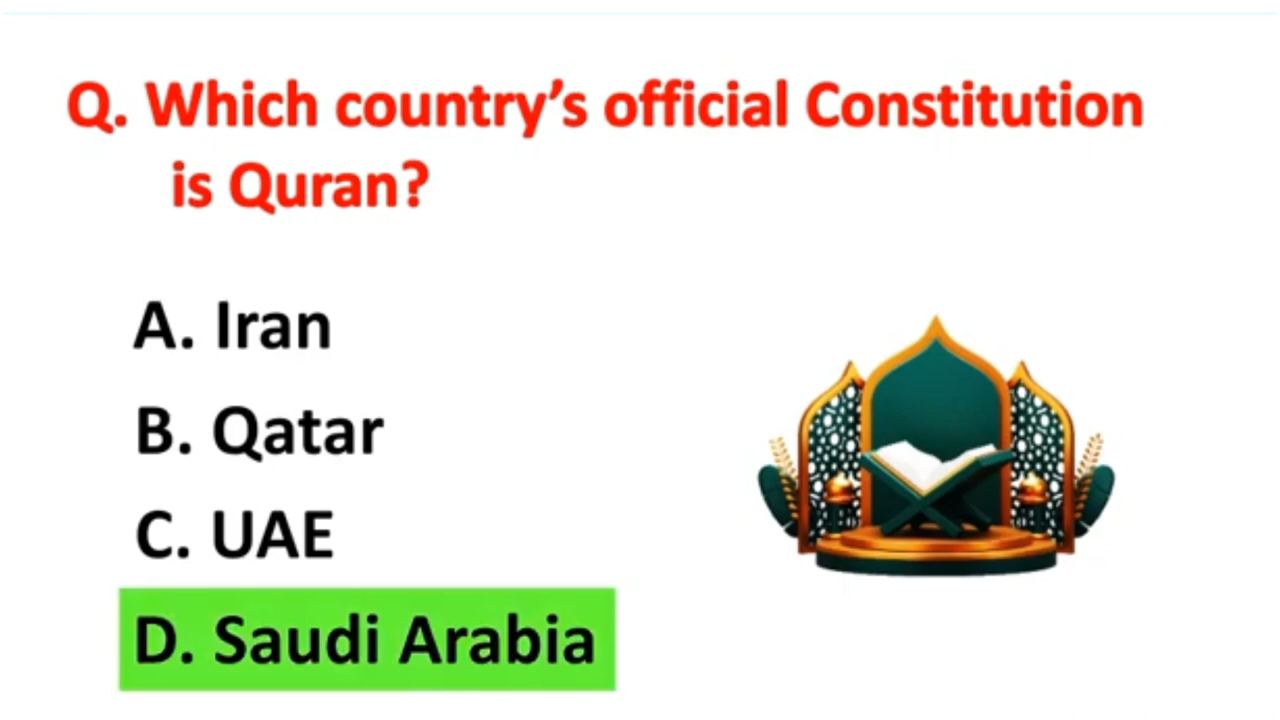 Q. Which country’s official Constitution
is Quran?
A. Iran
B. Qatar
C. UAE
D. Saudi Arabia